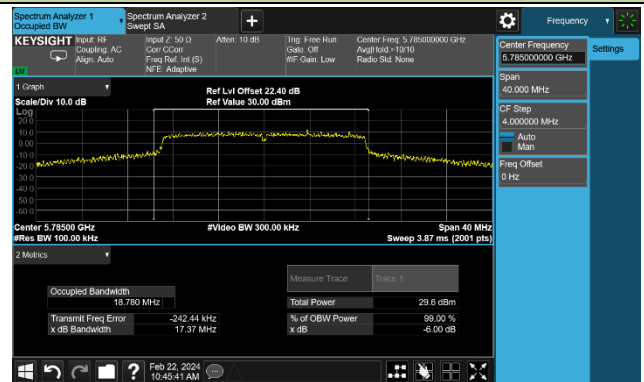 Spectrum Analyzer 1
Occupied BW
Spectrum Analyzer 2
Swept SA
+
Frequency
KEYSIGHT
Input: RF
Coupling: AC
Align: Auto
Input Z: 50 Ω
Corr CCorr
Freq Ref: Int (S)
NFE: Adaptive
Atten: 10 dB
Trig: Free Run
Gate: Off
#IF Gain: Low
Center Freq: 5.785000000 GHz
Avg|Hold:>10/10
Radio Std: None
LV
Center Frequency
5.785000000 GHz
Settings
Span
40.000 MHz
CF Step
4.000000 MHz
Auto
Man
Freq Offset
0 Hz
1 Graph
Scale/Div 10.0 dB
Ref Lvl Offset 22.40 dB
Ref Value 30.00 dBm
Log
20.0
10.0
0.00
-10.0
-20.0
-30.0
-40.0
-50.0
-60.0
Center 5.78500 GHz
#Video BW 300.00 kHz
Span 40 MHz
#Res BW 100.00 kHz
Sweep 3.87 ms (2001 pts)
2 Metrics
Measure Trace
Trace 1
Occupied Bandwidth
18.780 MHz
Total Power
29.6 dBm
Transmit Freq Error
-242.44 kHz
% of OBW Power
99.00 %
x dB Bandwidth
17.37 MHz
x dB
-6.00 dB
?
Feb 22, 2024
10:45:41 AM